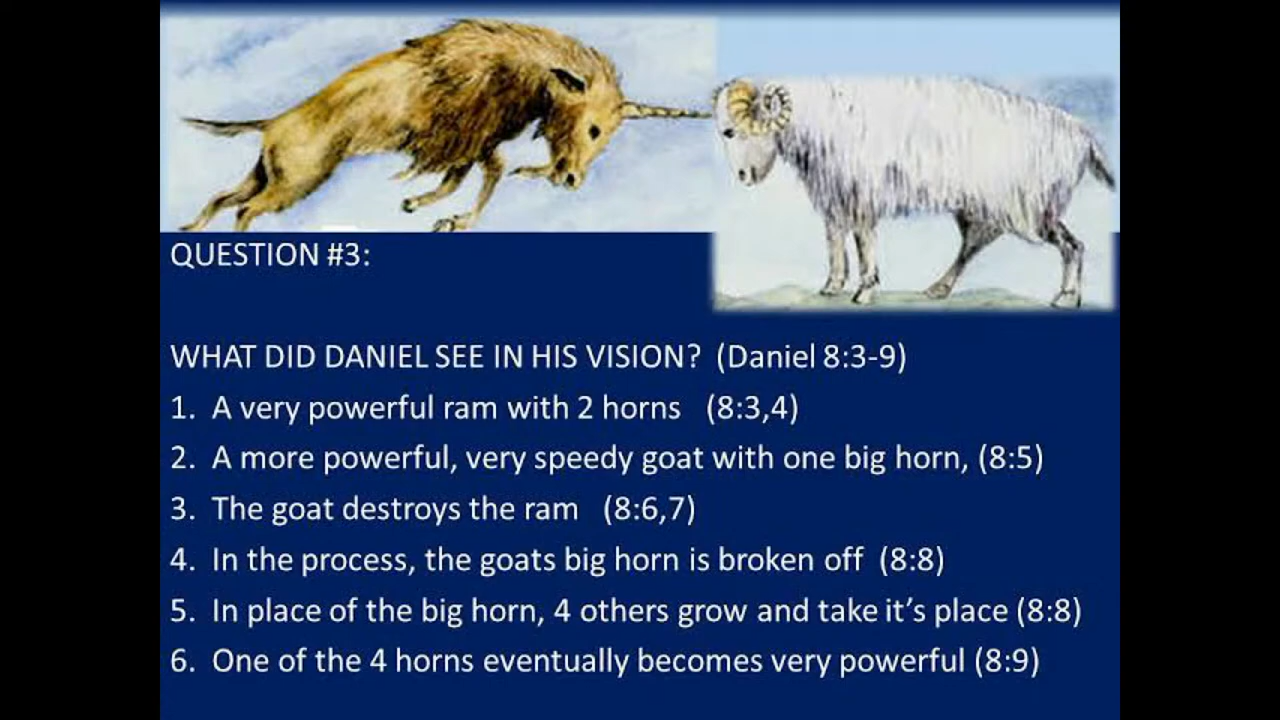 QUESTION #3:
WHAT DID DANIEL SEE IN HIS VISION?  (Daniel 8:3-9)
1.  A very powerful ram with 2 horns   (8:3,4)
2.  A more powerful, very speedy goat with one big horn, (8:5)
3.  The goat destroys the ram   (8:6,7)
4.  In the process, the goats big horn is broken off  (8:8)
5.  In place of the big horn, 4 others grow and take it’s place (8:8)
6.  One of the 4 horns eventually becomes very powerful (8:9)